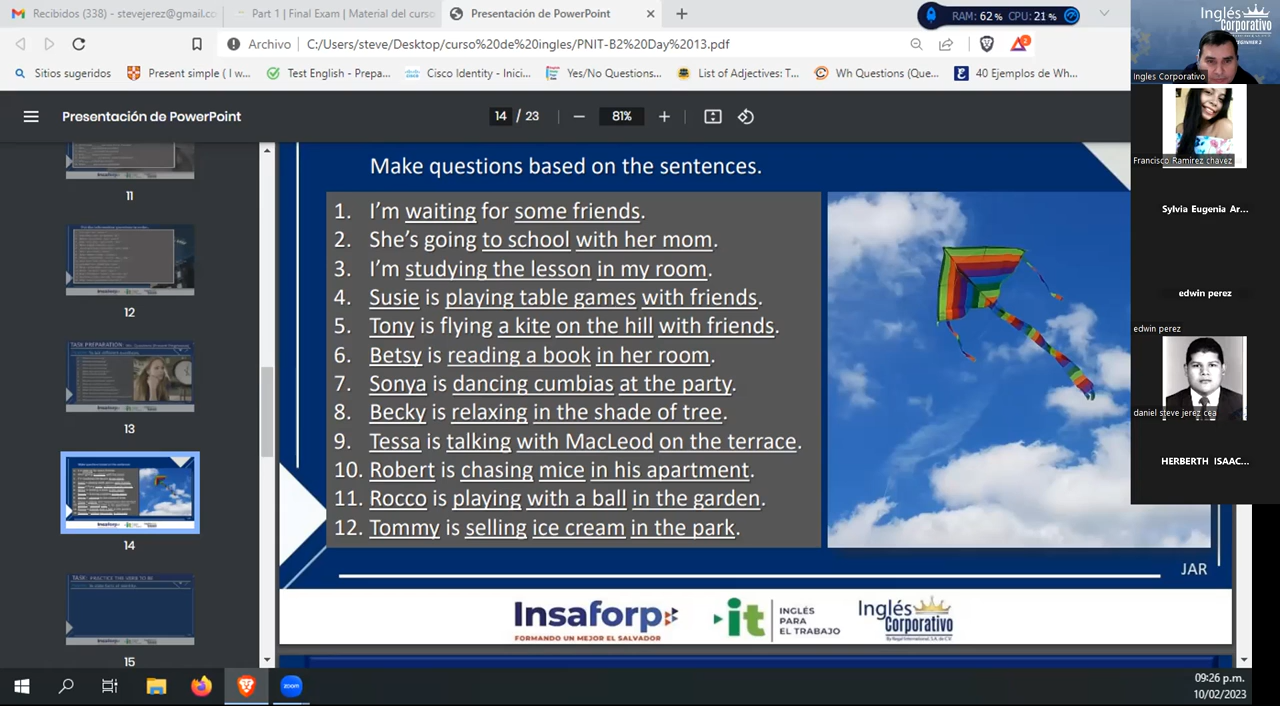 Recibidos (338) - stevejerez@gmail.cc
Part 1 | Final Exam | Material del curso
Presentación de PowerPoint
RAM: 62 % CPU: 21 %
Archivo
C:/Users/steve/Desktop/curso%20de%20ingles/PNIT-B2%20Day%2013.pdf
2
Sitios sugeridos
Present simple ( I w...
Test English - Prepa...
Cisco Identity - Inici...
Yes/No Questions...
List of Adjectives: T...
Wh Questions (Que...
40 Ejemplos de Wh...
Presentación de PowerPoint
14 / 23
81%
11
12
13
14
15
Make questions based on the sentences.
1. I'm waiting for some friends.
2. She's going to school with her mom.
3. I'm studying the lesson in my room.
4. Susie is playing table games with friends.
5. Tony is flying a kite on the hill with friends.
6. Betsy is reading a book in her room.
7. Sonya is dancing cumbias at the party.
8. Becky is relaxing in the shade of tree.
9. Tessa is talking with MacLeod on the terrace.
10. Robert is chasing mice in his apartment.
11. Rocco is playing with a ball in the garden.
12. Tommy is selling ice cream in the park.
JAR
Insaforp
FORMANDO UN MEJOR EL SALVADOR
it
INGLÉS
PARA
EL TRABAJO
Inglés
Corporativo
Inglés
Corporativo
Ingles Corporativo
Francisco Ramirez chavez
Sylvia Eugenia Ar...
edwin perez
edwin perez
daniel steve jerez cea
HERBERTH ISAAC...
zoom
09:26 p.m.
10/02/2023